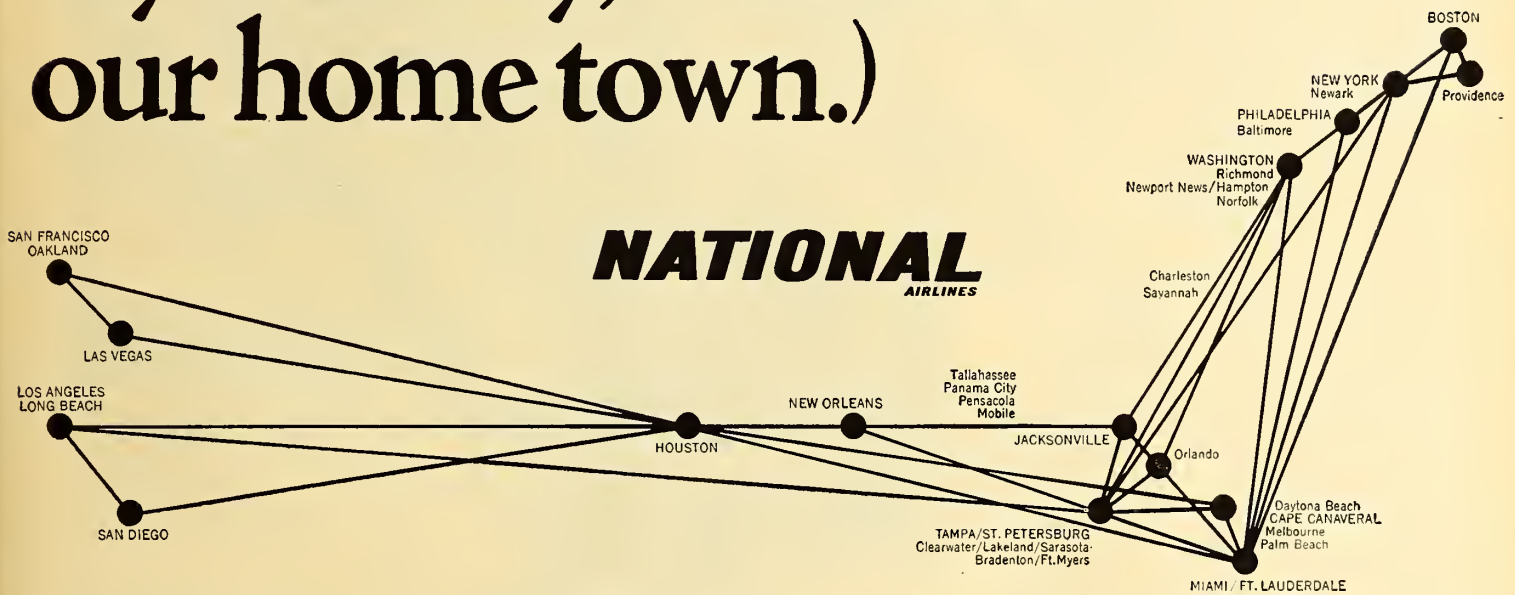 our home town.)
BOSTON
NEW YORK
Newark
Providence
PHILADELPHIA
Baltimore
WASHINGTON
Richmond
Newport News/Hampton
Norfolk
SAN FRANCISCO
OAKLAND
NATIONAL
AIRLINES
Charleston
Savannah
LAS VEGAS
LOS ANGELES
LONG BEACH
Tallahassee
Panama City
Pensacola
Mobile
NEW ORLEANS
HOUSTON
JACKSONVILLE
Orlando
SAN DIEGO
TAMPA/ST. PETERSBURG
Clearwater/Lakeland/Sarasota-
Bradenton/Ft.Myers
Daytona Beach
CAPE CANAVERAL
Melbourne
Palm Beach
MIAMI/FT. LAUDERDALE